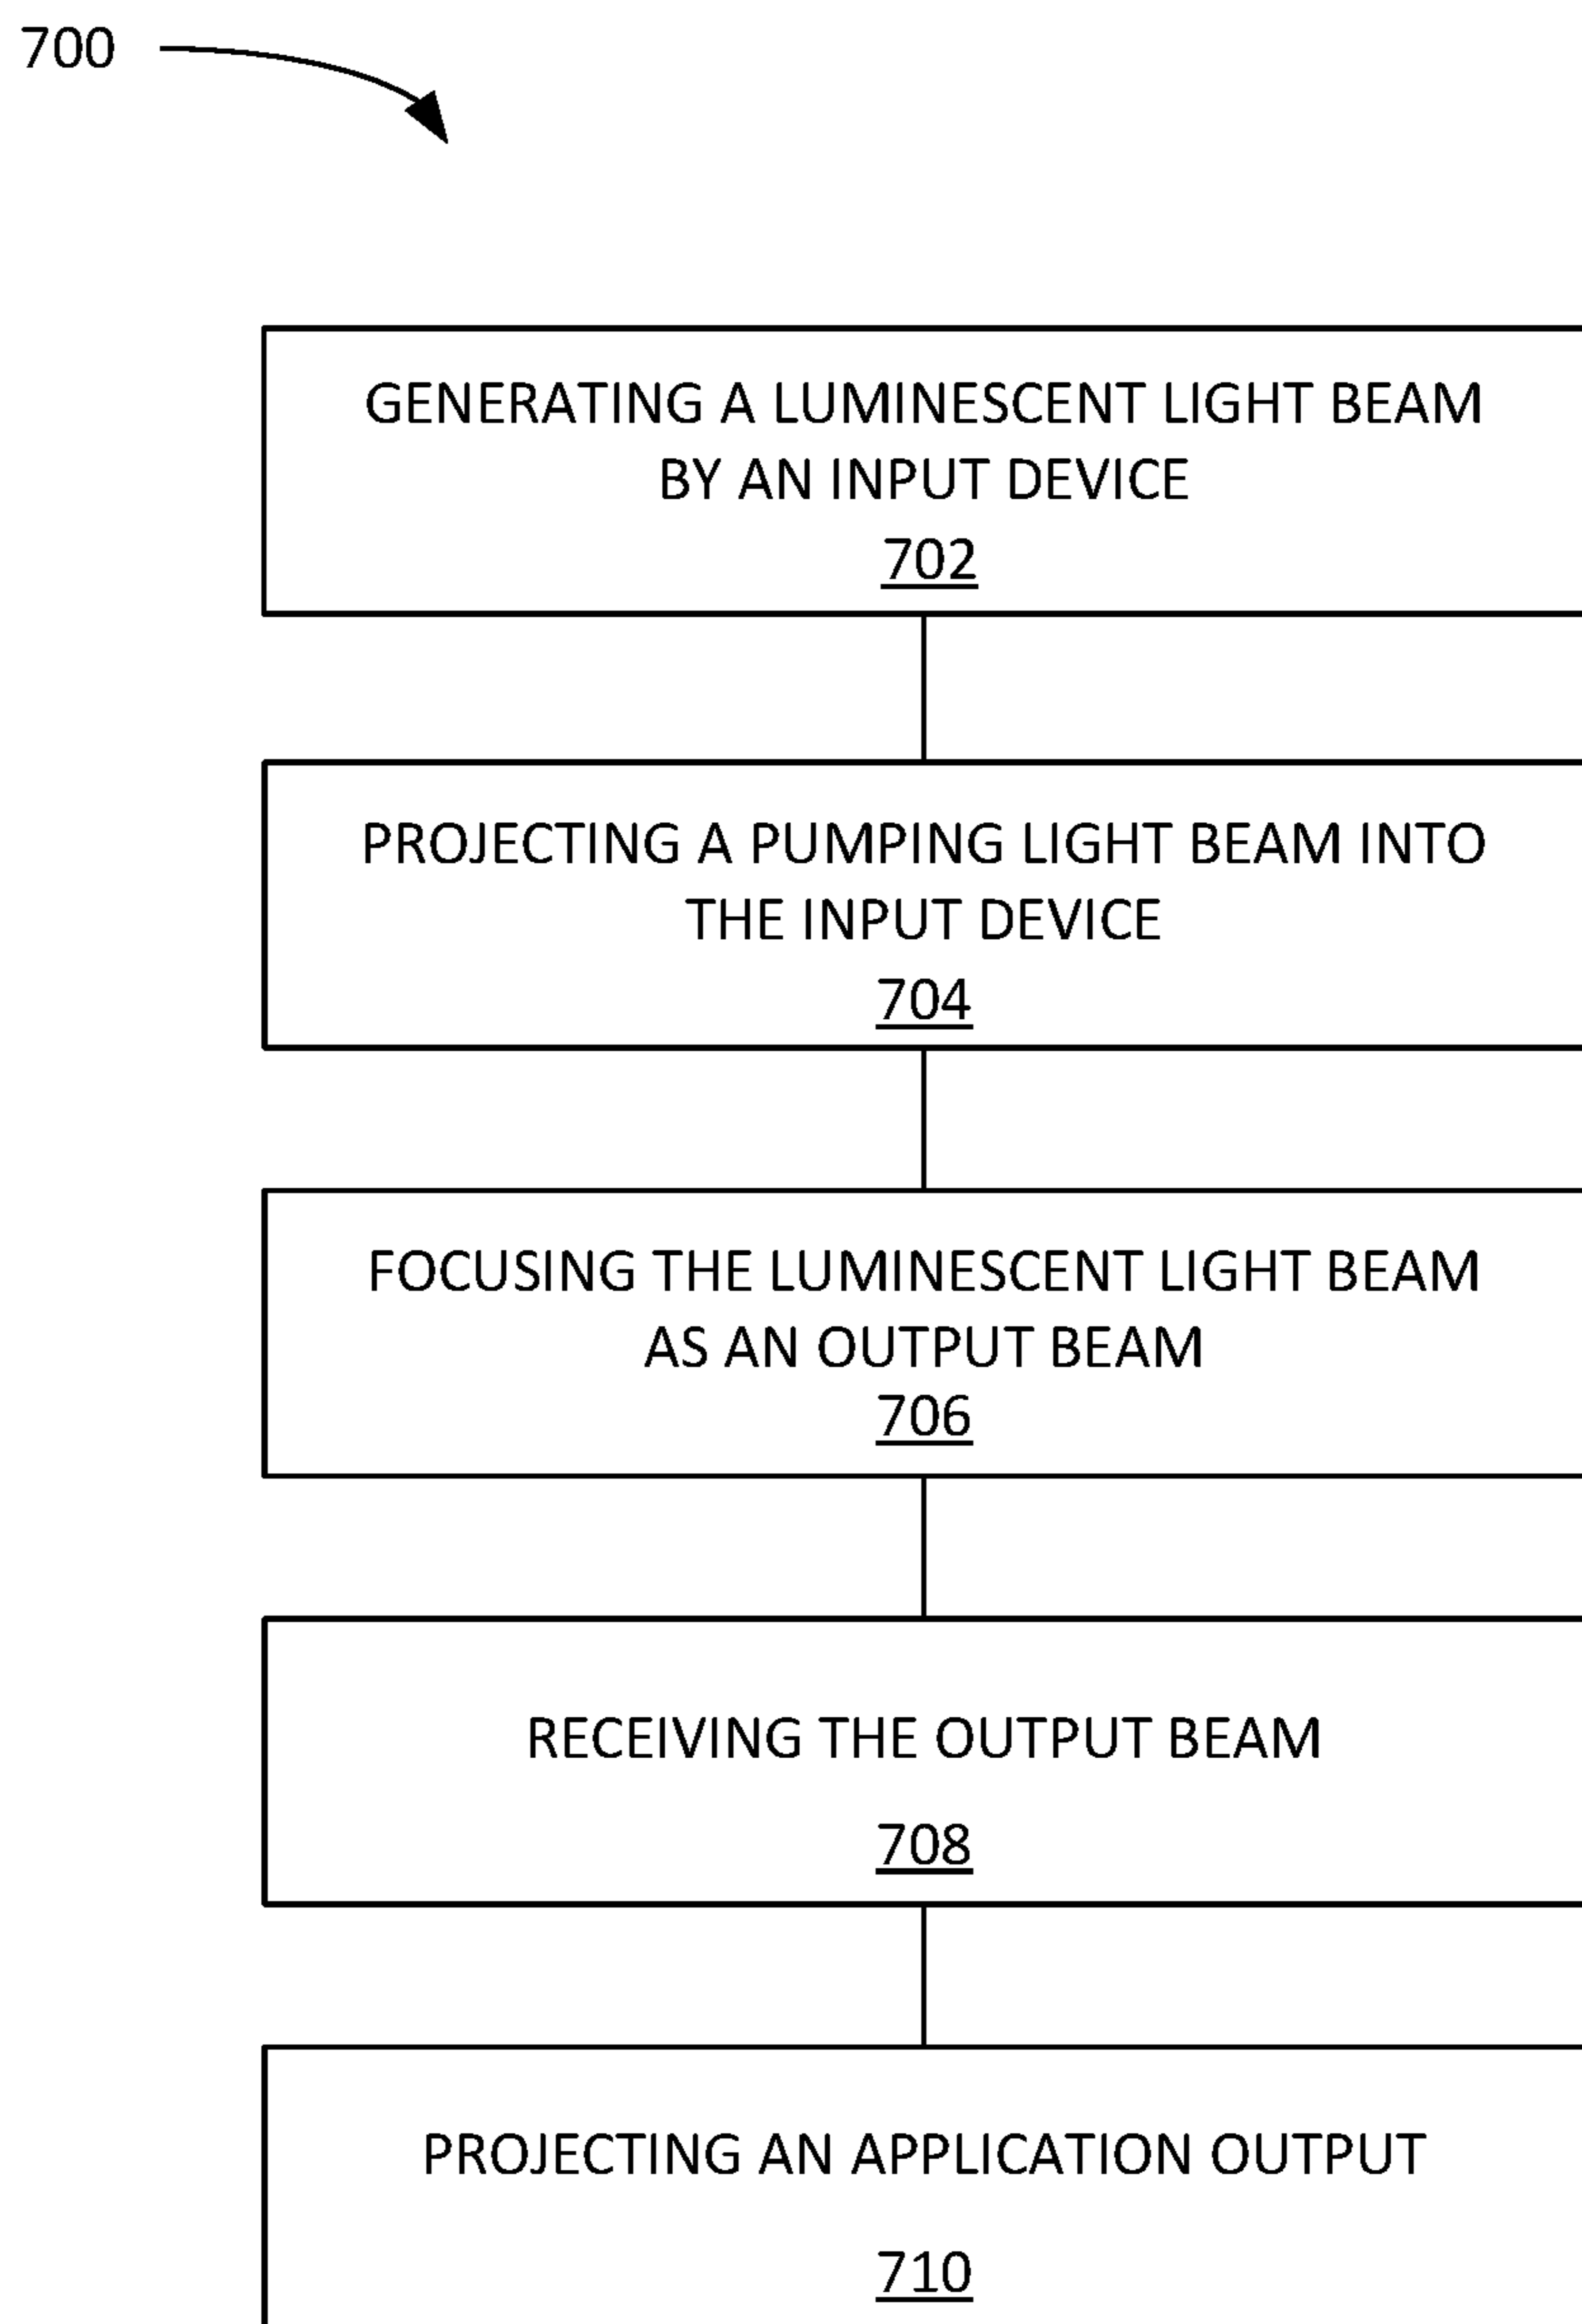 700
GENERATING A LUMINESCENT LIGHT BEAM
BY AN INPUT DEVICE
702
PROJECTING A PUMPING LIGHT BEAM INTO
THE INPUT DEVICE
704
FOCUSING THE LUMINESCENT LIGHT BEAM
AS AN OUTPUT BEAM
706
RECEIVING THE OUTPUT BEAM
708
PROJECTING AN APPLICATION OUTPUT
710